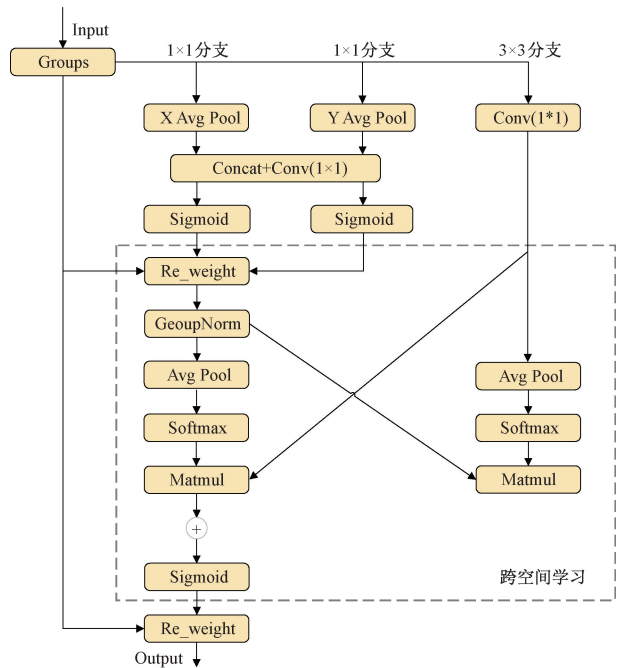 Input
Groups
1×1分支
1×1分支
3×3分支
X Avg Pool
Y Avg Pool
Conv(1*1)
Concat+Conv(1×1)
Sigmoid
Sigmoid
Re_weight
GeoupNorm
Avg Pool
Avg Pool
Softmax
Softmax
Matmul
Matmul
+
Sigmoid
跨空间学习
Re_weight
Output